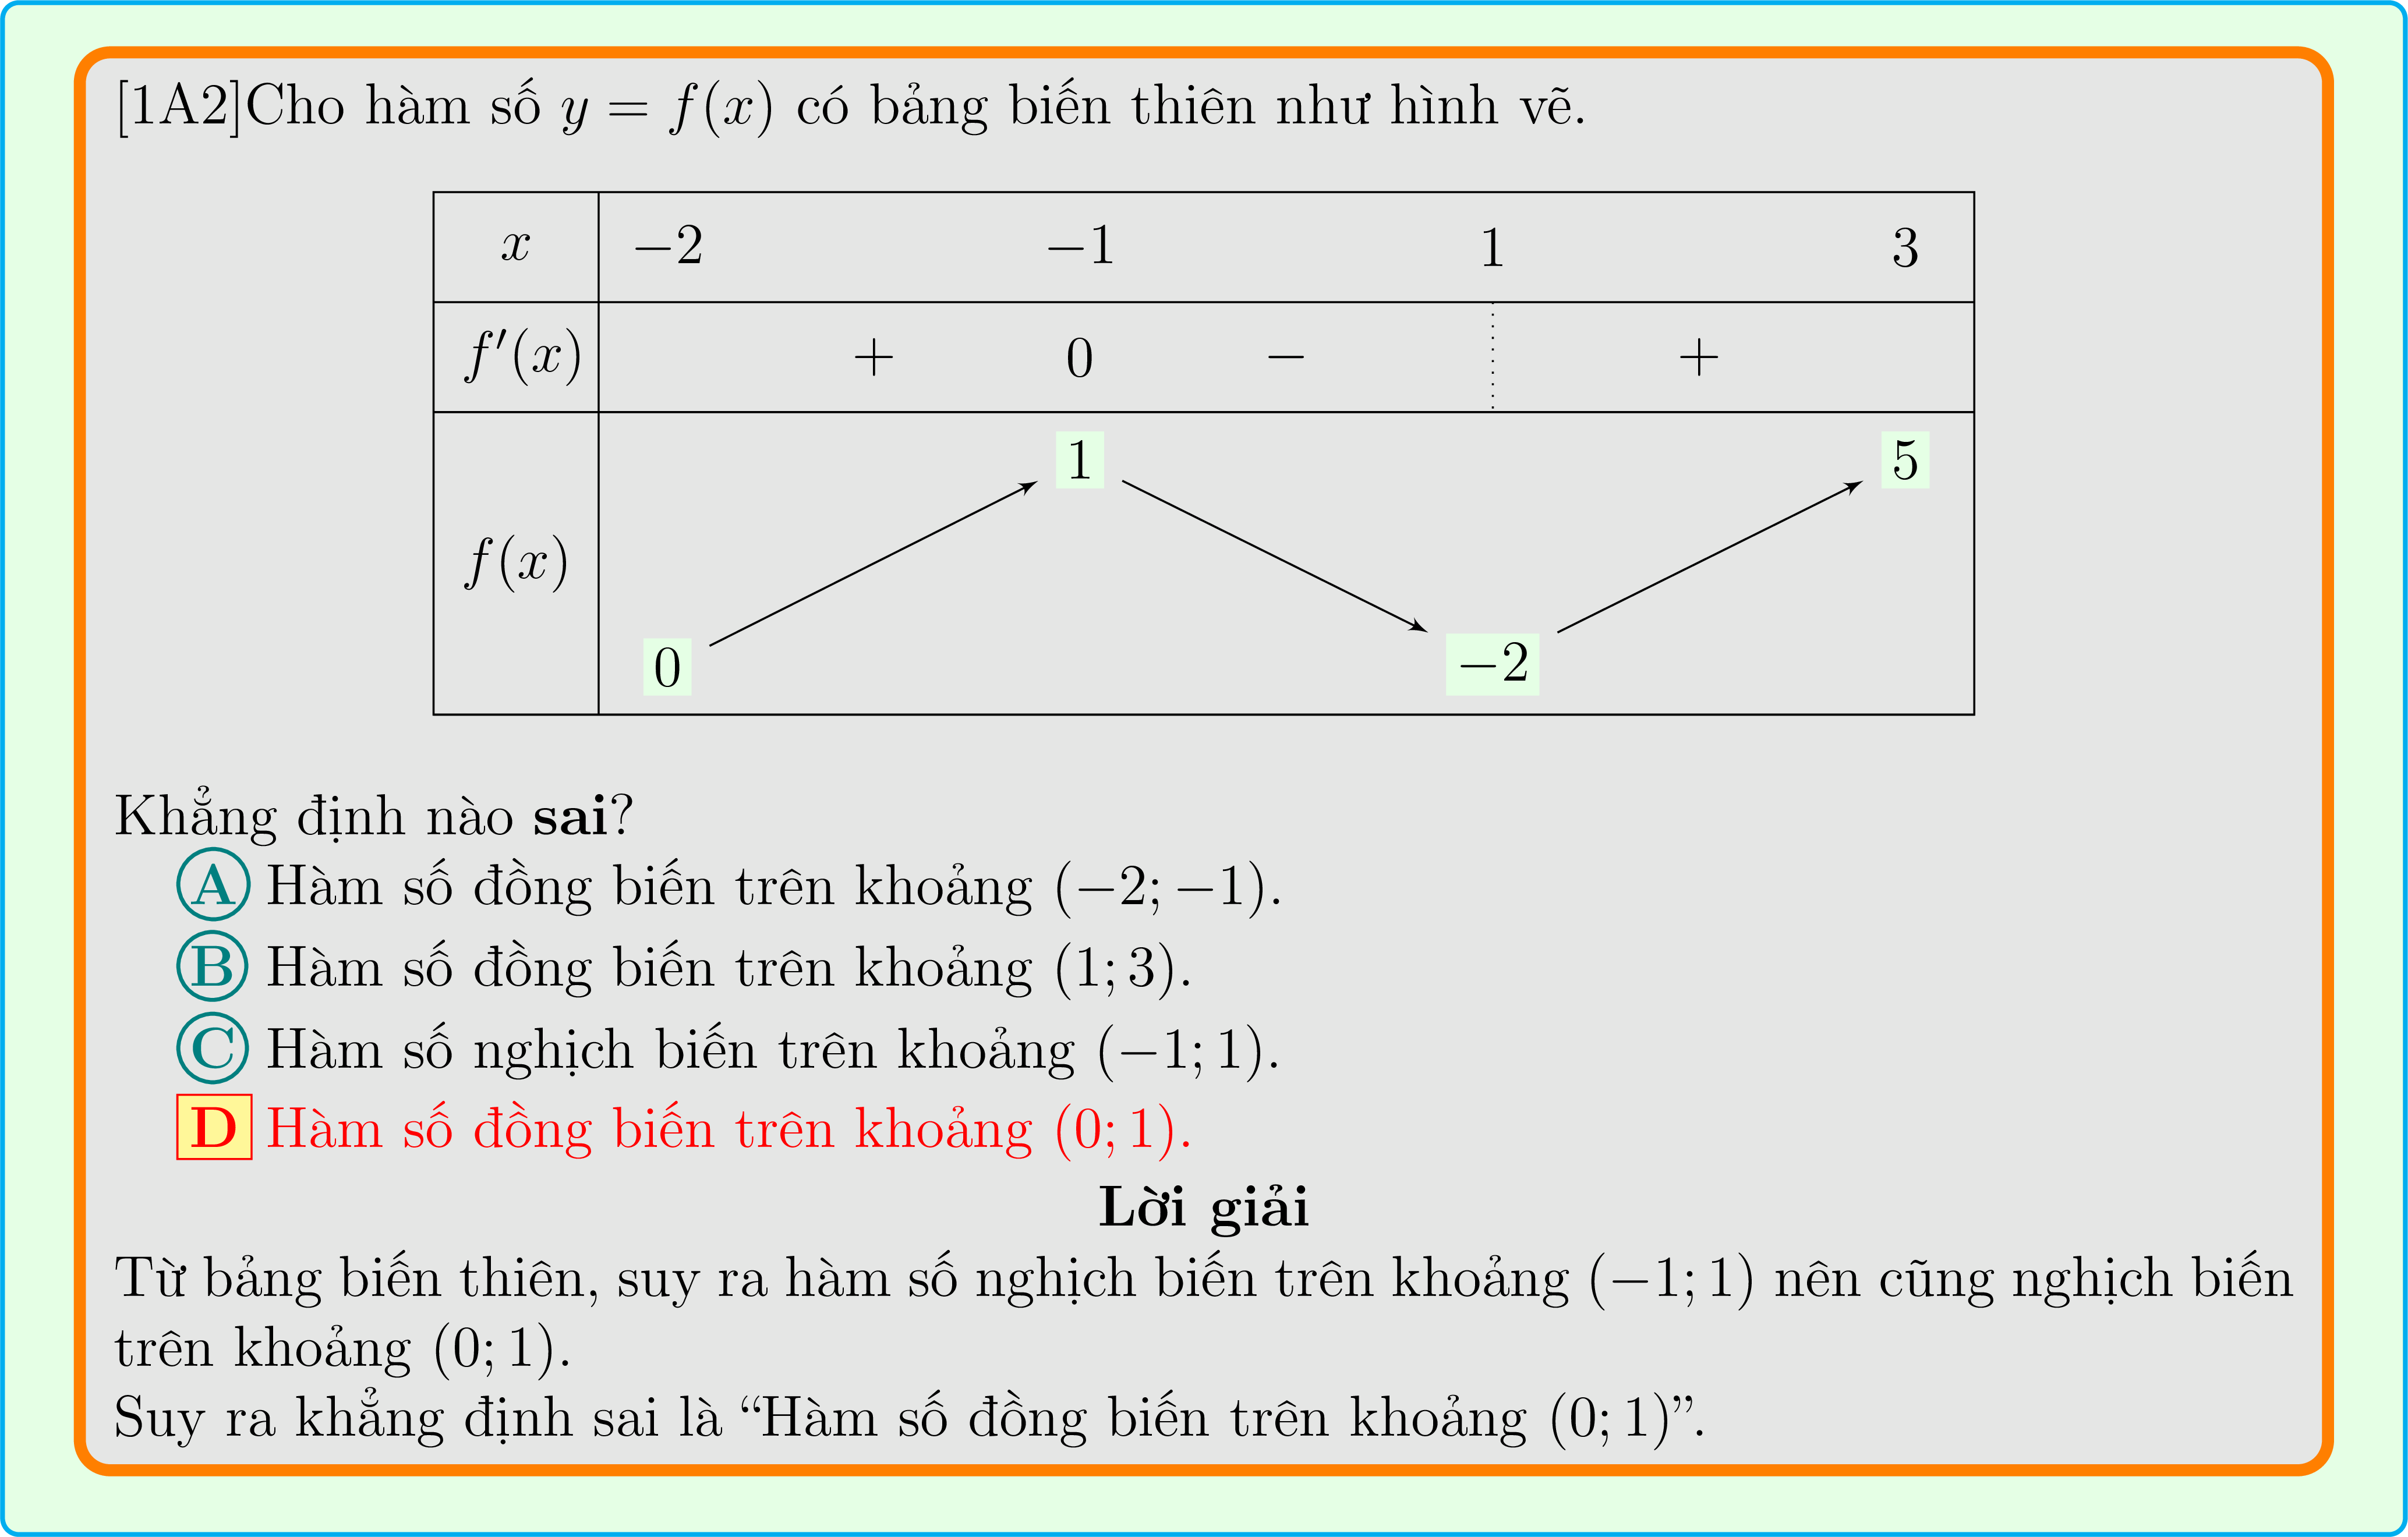 [1A2]Cho hàm số y = f(x) có bảng biến thiên như hình vẽ.
x −2 −1 1 3
f′(x) + 0 − +
1 5
f(x)
0 −2
Khẳng định nào sai?
A Hàm số đồng biến trên khoảng (−2; −1).
B Hàm số đồng biến trên khoảng (1; 3).
C Hàm số nghịch biến trên khoảng (−1; 1).
D Hàm số đồng biến trên khoảng (0; 1).
Lời giải
Từ bảng biến thiên, suy ra hàm số nghịch biến trên khoảng (−1; 1) nên cũng nghịch biến
trên khoảng (0; 1).
Suy ra khẳng định sai là “Hàm số đồng biến trên khoảng (0; 1)”.